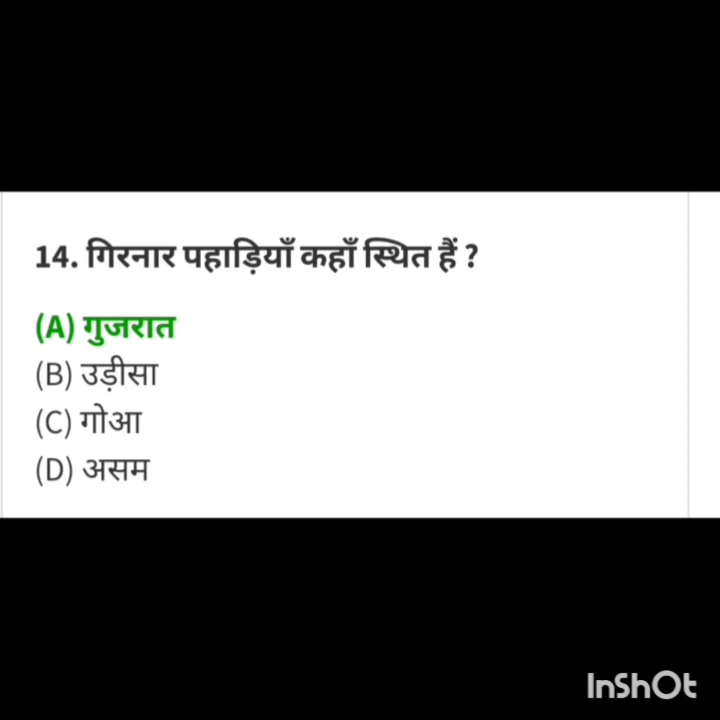 14. गिरनार पहाड़ियाँ कहाँ स्थित हैं ?
(A) गुजरात
(B) उड़ीसा
(C) गोआ
(D) असम
InShOt